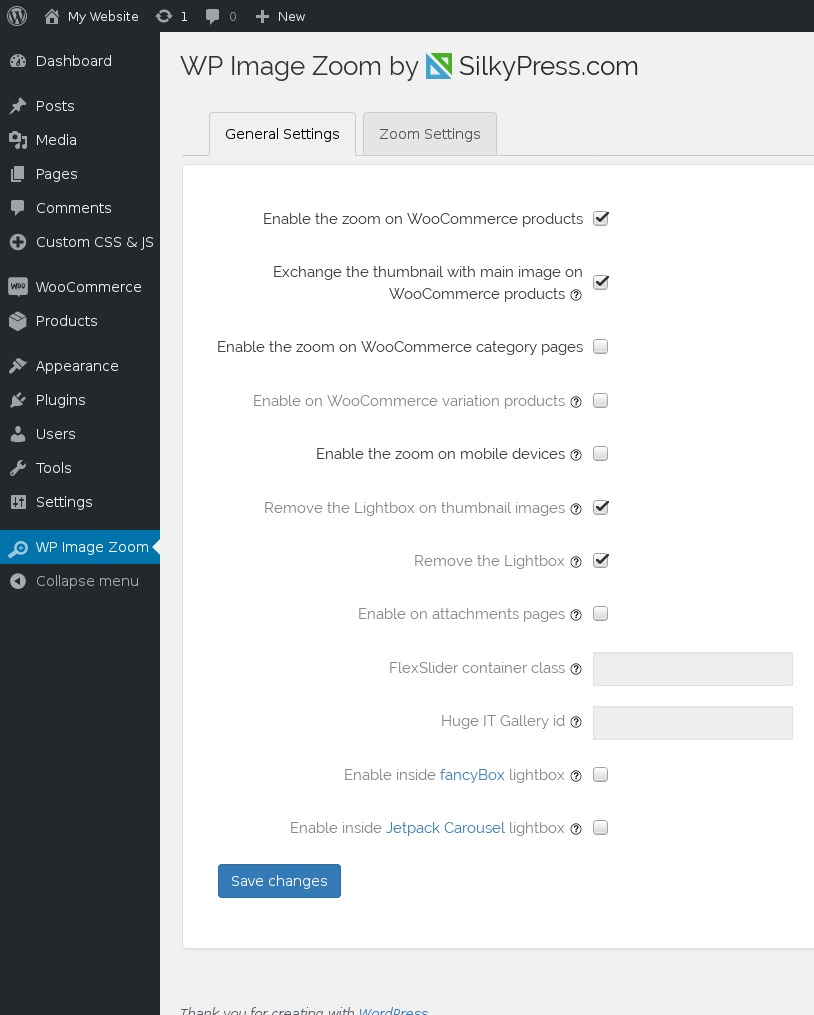 My Website 1 0 New
Dashboard
Posts
Media
Pages
Comments
Custom CSS & JS
WooCommerce
Products
Appearance
Plugins
Users
Tools
Settings
WP Image Zoom
Collapse menu
WP Image Zoom by SilkyPress.com
General Settings Zoom Settings
Enable the zoom on WooCommerce products
Exchange the thumbnail with main image on
WooCommerce products
Enable the zoom on WooCommerce category pages
Enable on WooCommerce variation products
Enable the zoom on mobile devices
Remove the Lightbox on thumbnail images
Remove the Lightbox
Enable on attachments pages
FlexSlider container class
Huge IT Gallery id
Enable inside fancyBox lightbox
Enable inside Jetpack Carousel lightbox
Save changes
Thank you for creating with WordPress